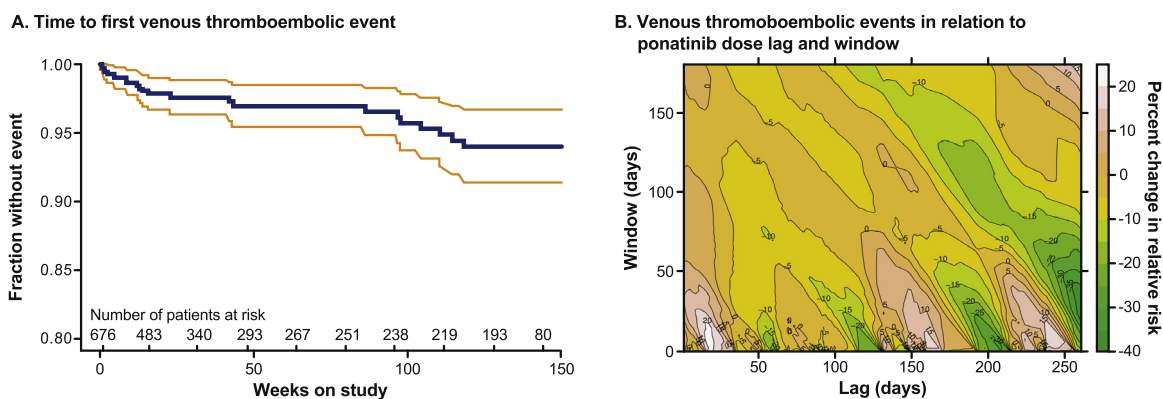 A. Time to first venous thromboembolic event
1.00
0.95
0.90
0.85
0.80
Fraction without event
Number of patients at risk
676 483 340 293 267 251 238 219 193 80
0 50 100 150
Weeks on study
B. Venous thromoboembolic events in relation to
ponatinib dose lag and window
150
100
50
0
Window (days)
50 100 150 200 250
Lag (days)
20
10
0
-10
-20
-30
-40
Percent change in relative risk